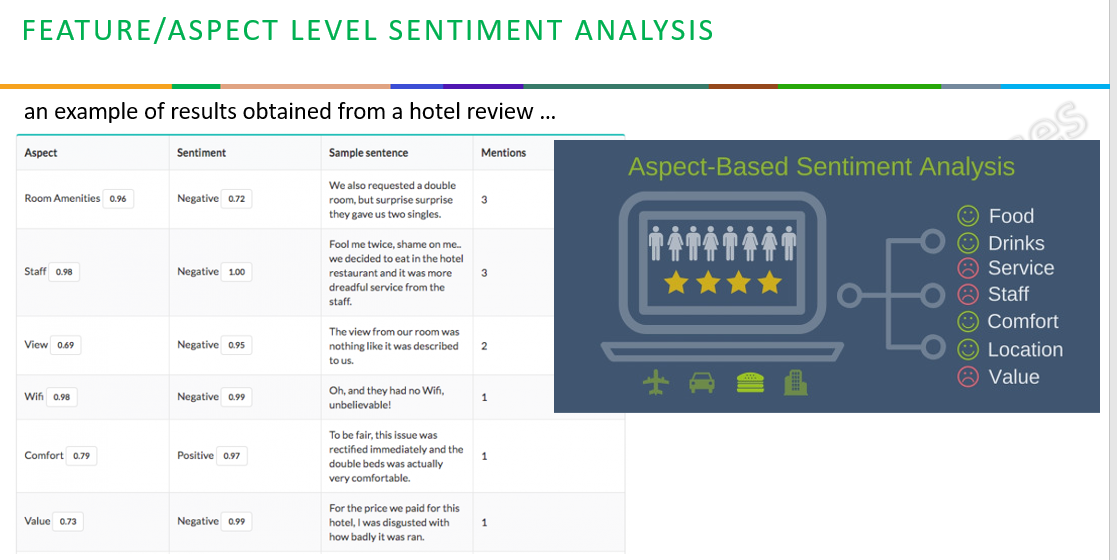 FEATURE/ASPECT LEVEL SENTIMENT ANALYSIS
an example of results obtained from a hotel review …
Aspect Sentiment Sample sentence Mentions
Room Amenities 0.96 Negative 0.72
We also requested a double
room, but surprise surprise
they gave us two singles.
3
Staff 0.98 Negative 1.00
Fool me twice, shame on me..
we decided to eat in the hotel
restaurant and it was more
dreadful service from the
staff.
3
View 0.69 Negative 0.95
The view from our room was
nothing like it was described
to us.
2
Wifi 0.98 Negative 0.99
Oh, and they had no Wifi,
unbelievable!
1
Comfort 0.79 Positive 0.97
To be fair, this issue was
rectified immediately and the
double beds was actually
very comfortable.
1
Value 0.73 Negative 0.99
For the price we paid for this
hotel, I was disgusted with
how badly it was ran.
1
Aspect-Based Sentiment Analysis
Food
Drinks
Service
Staff
Comfort
Location
Value